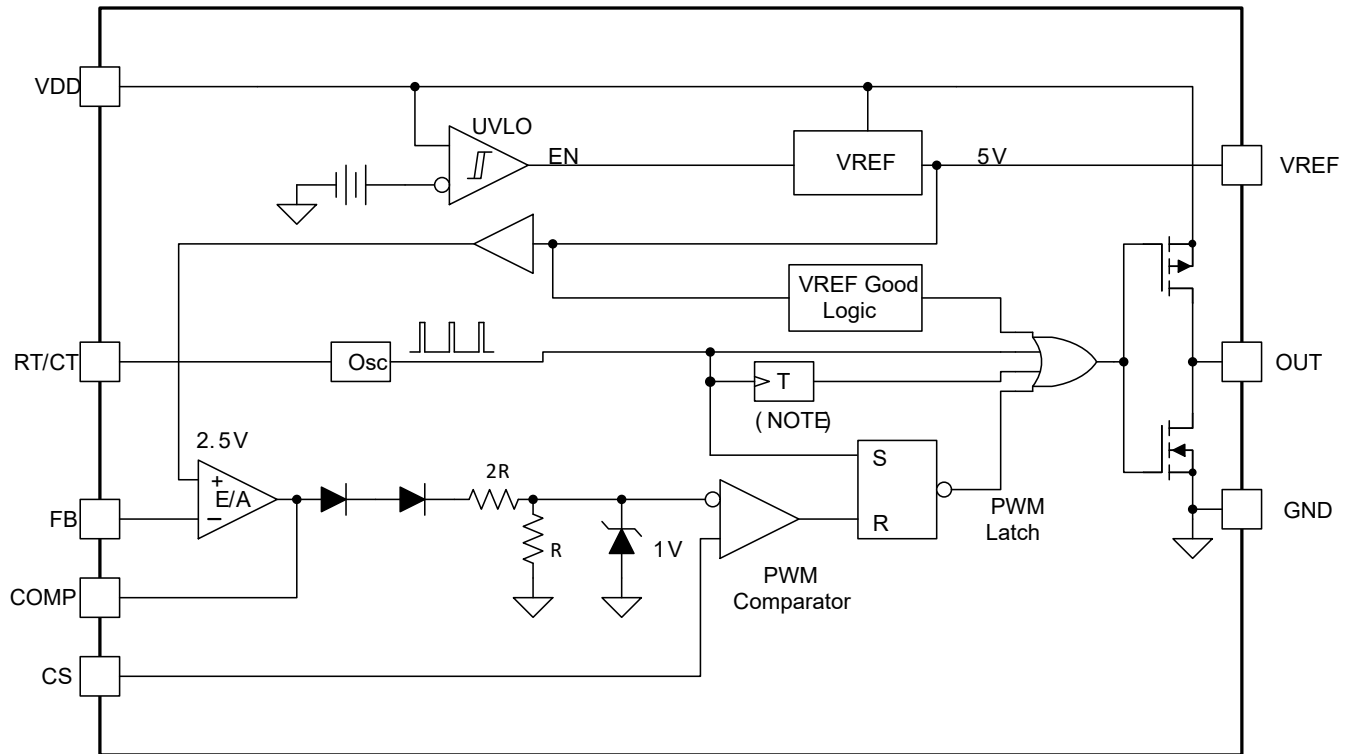 VDD
UVLO
EN
VREF
5V
VREF
VREF Good
Logic
RT/CT
Osc
T
(NOTE)
OUT
2.5V
+
E/A
−
2R
S
R
FB
R
1V
PWM
Latch
GND
PWM
Comparator
COMP
CS